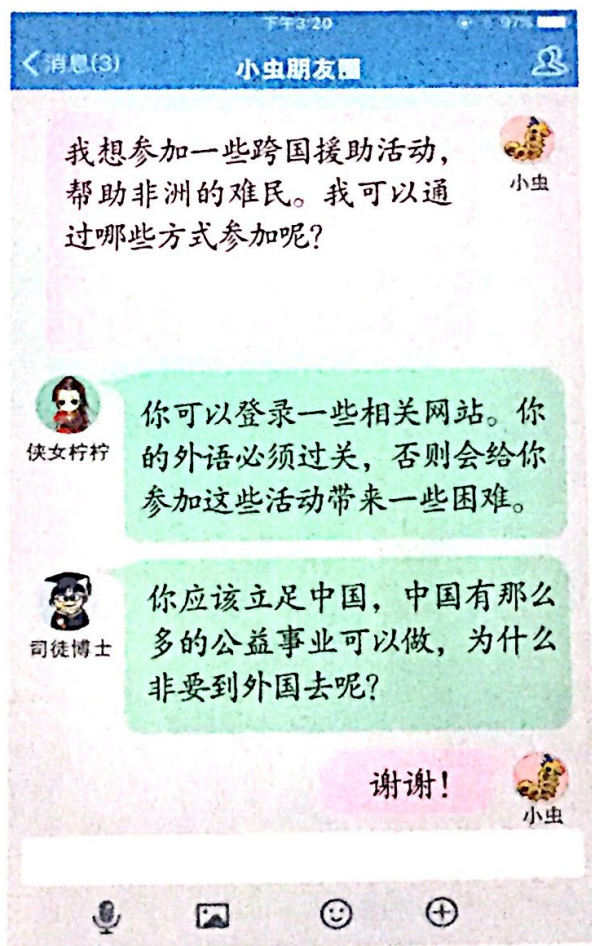 下午3:20
97%
消息(3)
小虫朋友圈
我想参加一些跨国援助活动，
帮助非洲的难民。我可以通
过哪些方式参加呢？
小虫
你可以登录一些相关网站。你
的外语必须过关，否则会给你
参加这些活动带来一些困难。
侠女柠柠
你应该立足中国，中国有那么
多的公益事业可以做，为什么
非要到外国去呢？
司徒博士
谢谢！
小虫